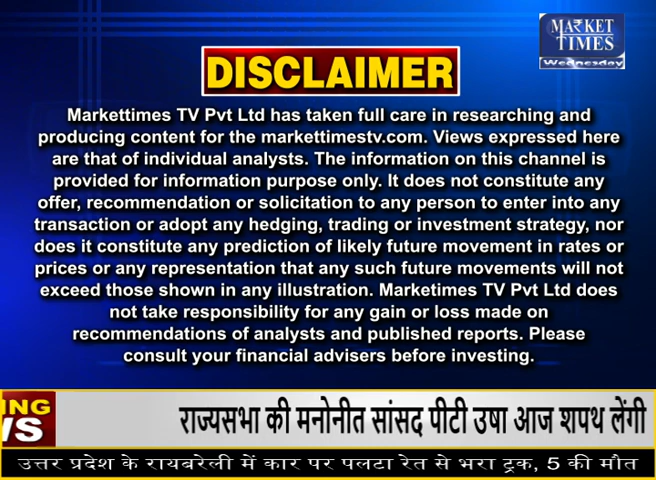 MARKET
TIMES
Wednesday
DISCLAIMER
Markettimes TV Pvt Ltd has taken full care in researching and
producing content for the markettimestv.com. Views expressed here
are that of individual analysts. The information on this channel is
provided for information purpose only. It does not constitute any
offer, recommendation or solicitation to any person to enter into any
transaction or adopt any hedging, trading or investment strategy, nor
does it constitute any prediction of likely future movement in rates or
prices or any representation that any such future movements will not
exceed those shown in any illustration. Marketimes TV Pvt Ltd does
not take responsibility for any gain or loss made on
recommendations of analysts and published reports. Please
consult your financial advisers before investing.
ING
WS
राज्यसभा की मनोनीत सांसद पीटी उषा आज शपथ लेंगी
उत्तर प्रदेश के रायबरेली में कार पर पलटा रेत से भरा ट्रक, 5 की मौत